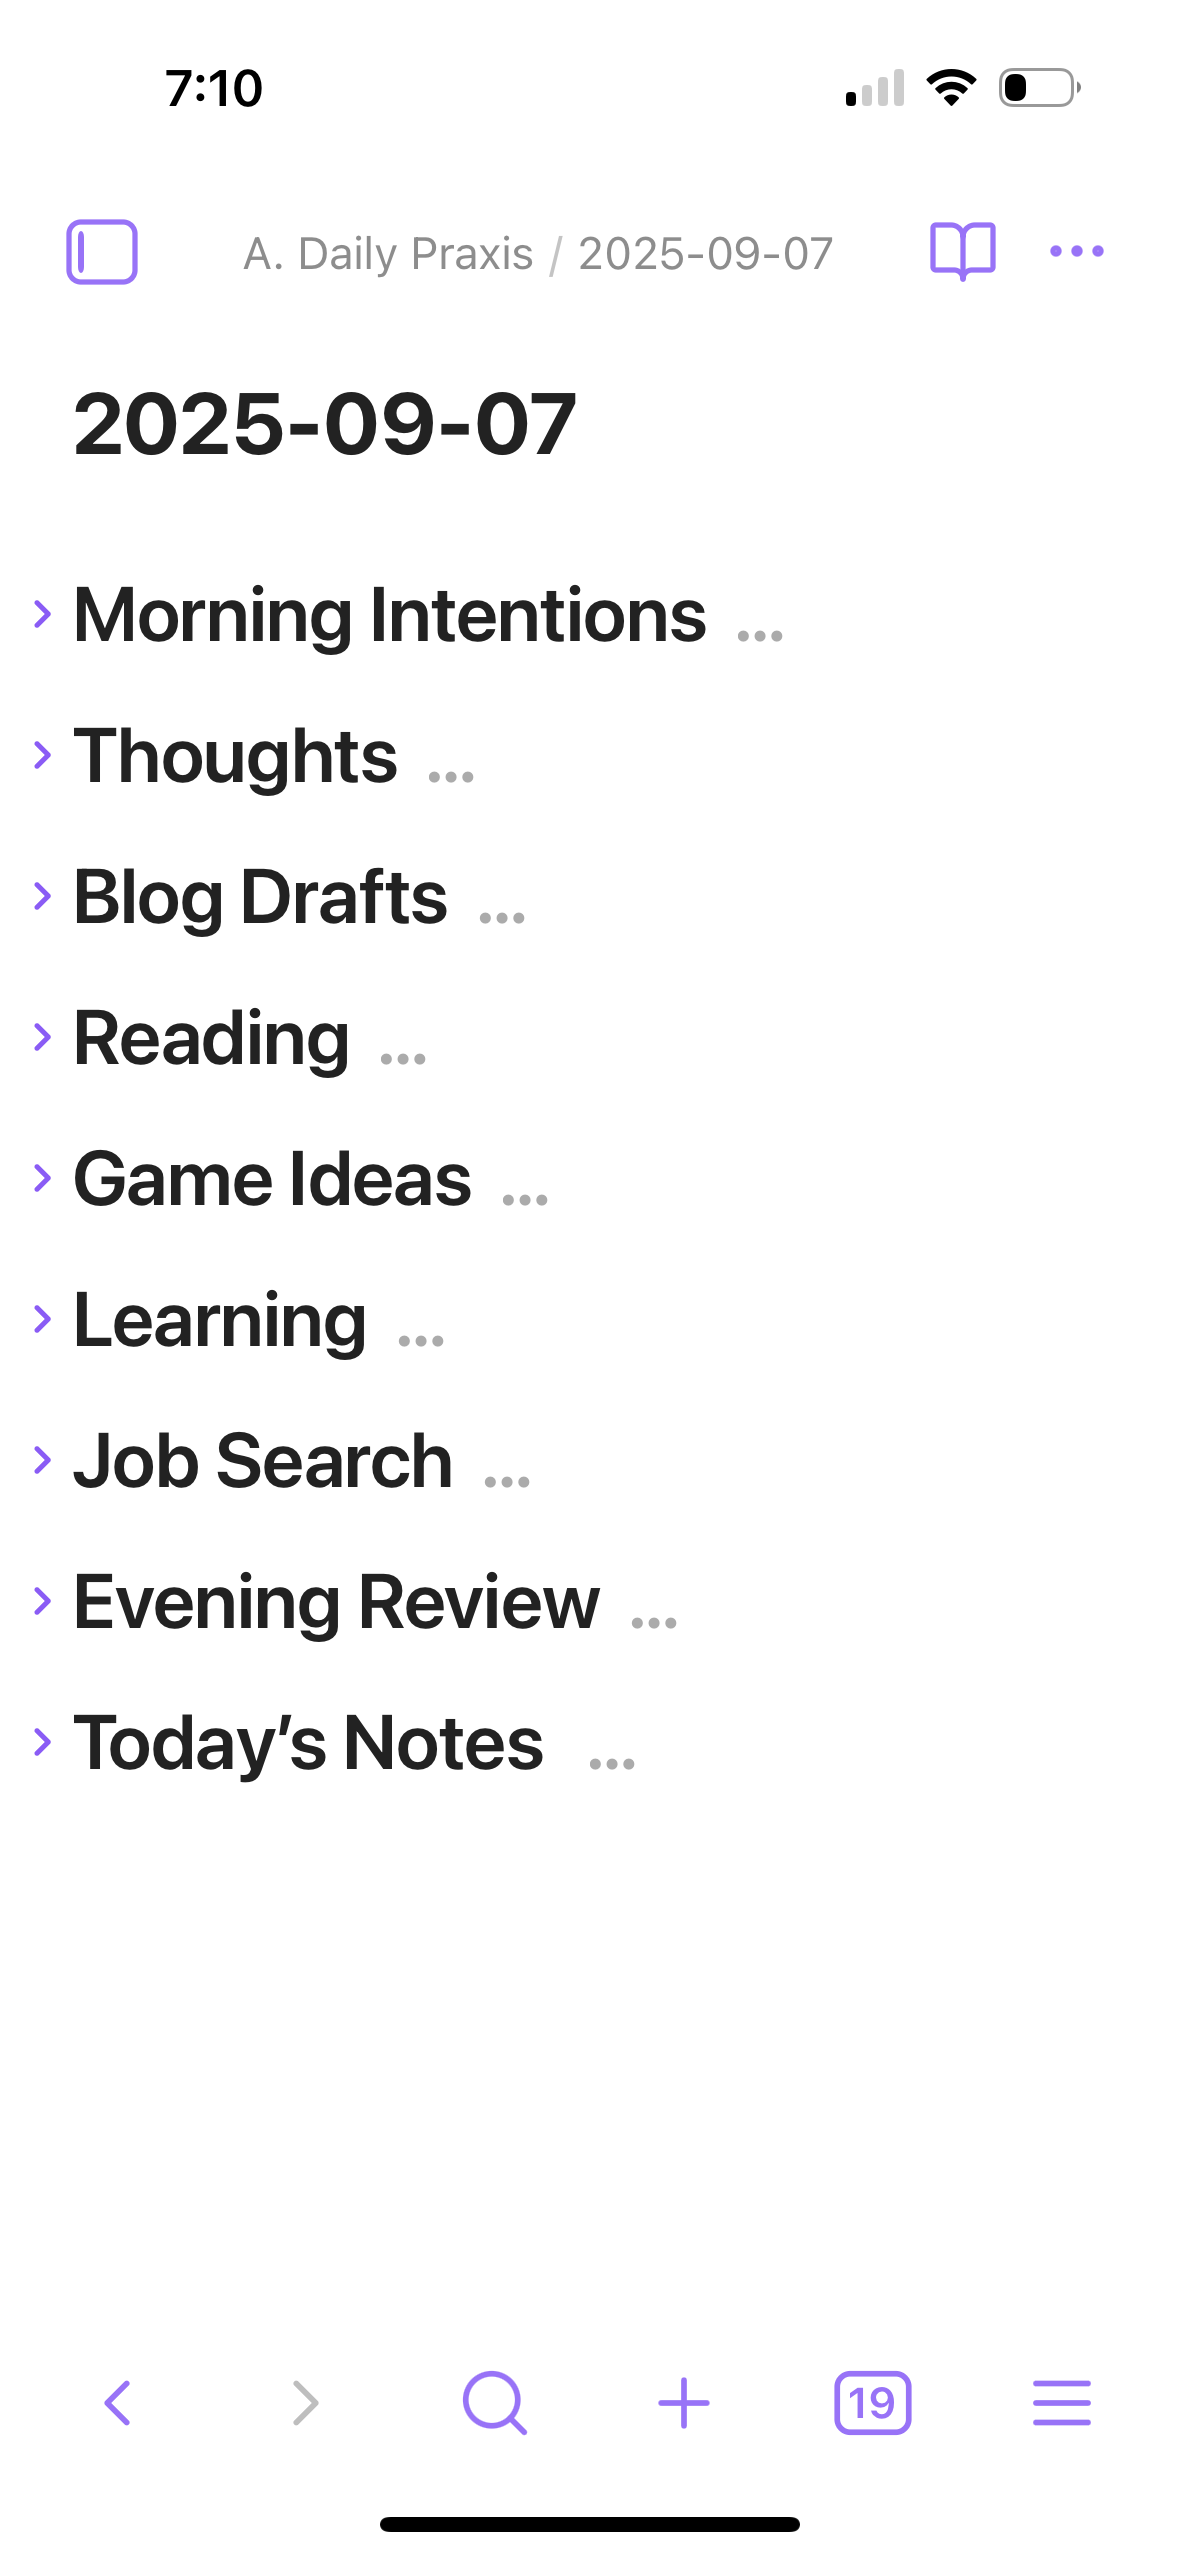 7:10
A. Daily Praxis / 2025-09-07
2025-09-07
Morning Intentions ...
Thoughts ...
Blog Drafts ...
Reading ...
Game Ideas ...
Learning ...
Job Search ...
Evening Review ...
Today’s Notes ...
19